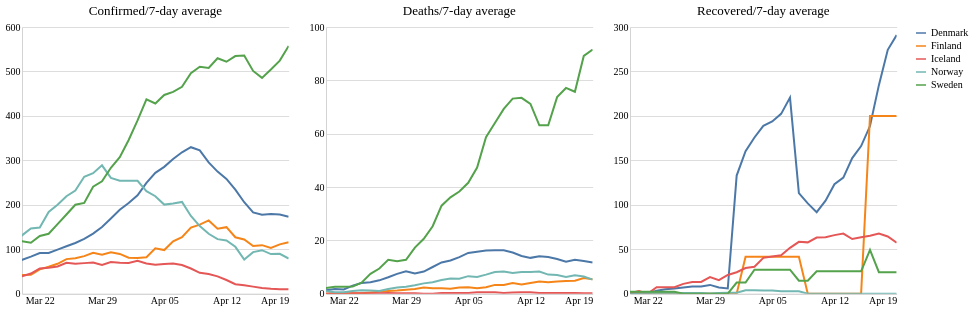 Confirmed/7-day average
600
500
400
300
200
100
0
Mar 22 Mar 29 Apr 05 Apr 12 Apr 19
Deaths/7-day average
100
80
60
40
20
0
Mar 22 Mar 29 Apr 05 Apr 12 Apr 19
Recovered/7-day average
300
250
200
150
100
50
0
Mar 22 Mar 29 Apr 05 Apr 12 Apr 19
Denmark
Finland
Iceland
Norway
Sweden